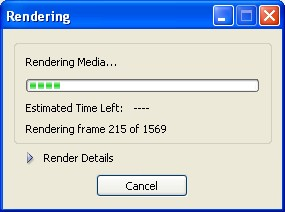 Rendering
Rendering Media...
Estimated Time Left: ----
Rendering frame 215 of 1569
Render Details
Cancel